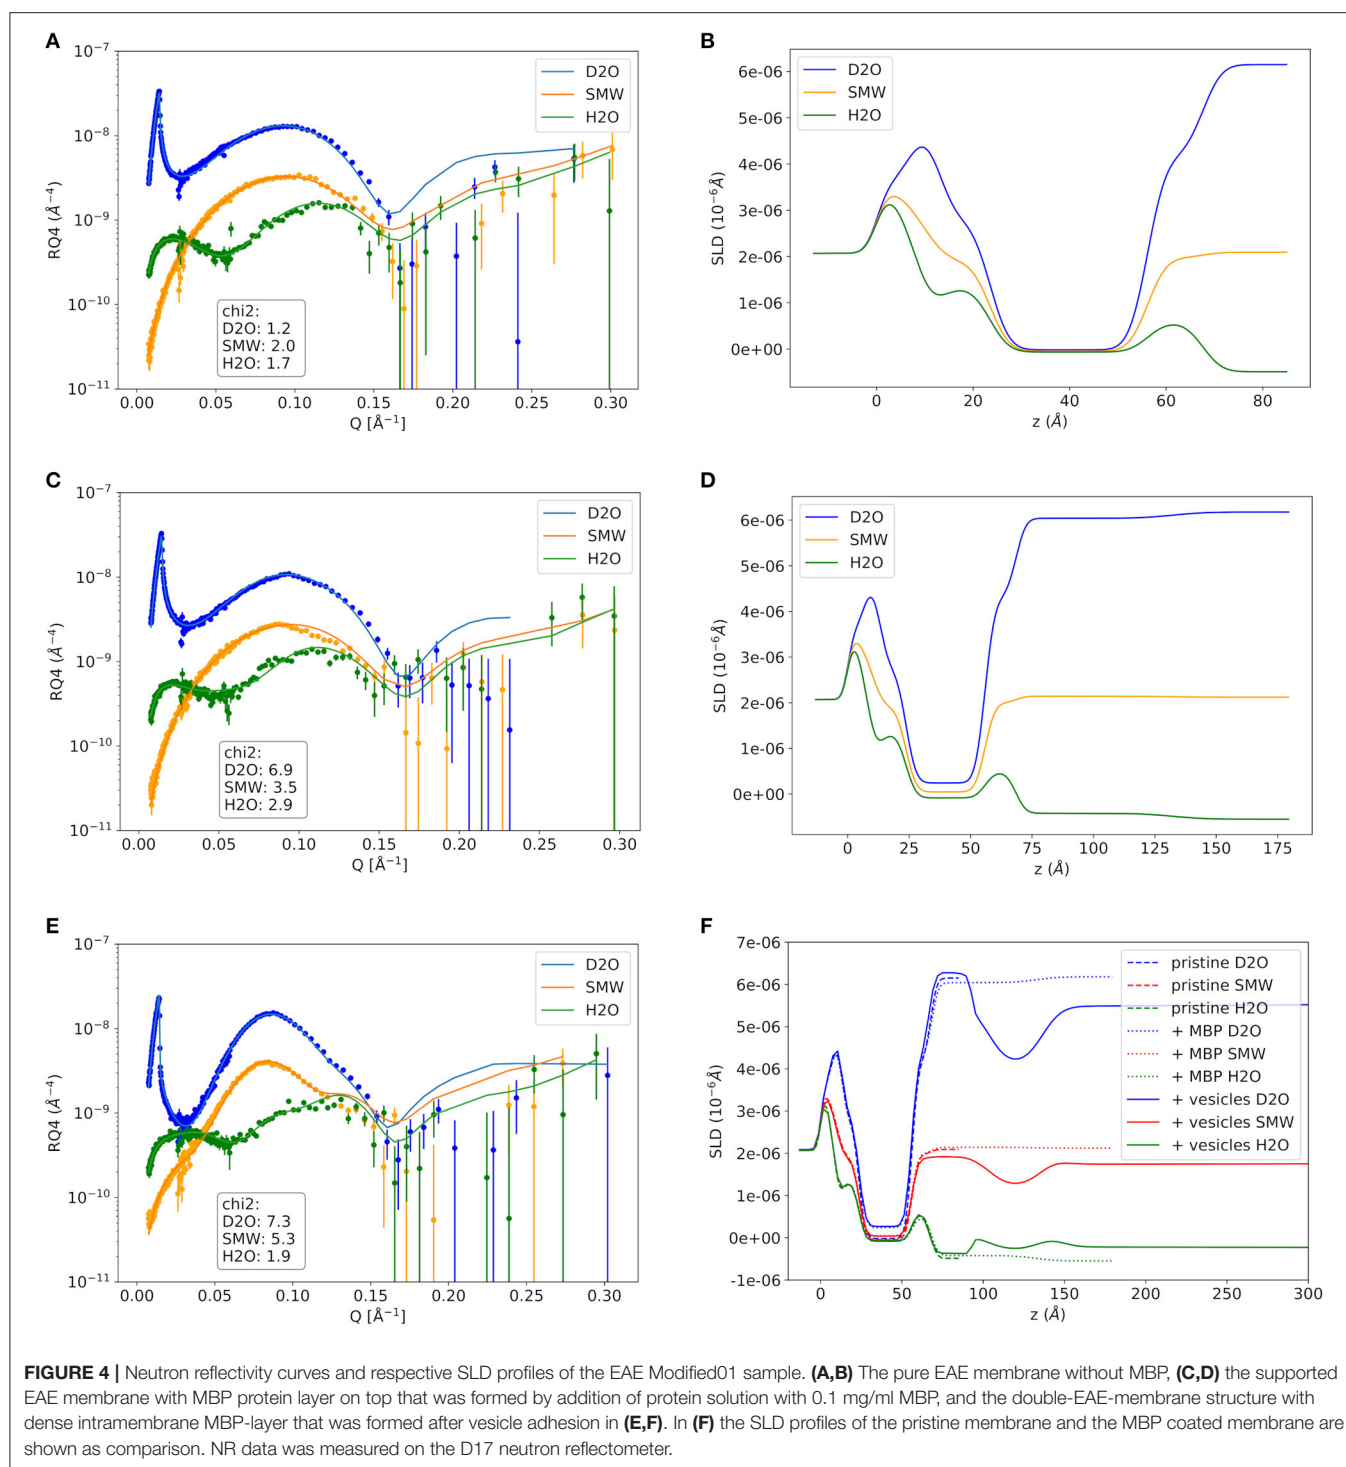 A
10⁻⁷
10⁻⁸
10⁻⁹
10⁻¹⁰
10⁻¹¹
RQ4 (Å⁻⁴)
D2O
SMW
H2O
chi2:
D2O: 1.2
SMW: 2.0
H2O: 1.7
0.00 0.05 0.10 0.15 0.20 0.25 0.30
Q [Å⁻¹]
B
6e-06
5e-06
4e-06
3e-06
2e-06
1e-06
0e+00
SLD (10⁻⁶Å)
D2O
SMW
H2O
0 20 40 60 80
z (Å)
C
10⁻⁷
10⁻⁸
10⁻⁹
10⁻¹⁰
10⁻¹¹
RQ4 (Å⁻⁴)
D2O
SMW
H2O
chi2:
D2O: 6.9
SMW: 3.5
H2O: 2.9
0.00 0.05 0.10 0.15 0.20 0.25 0.30
Q [Å⁻¹]
D
6e-06
5e-06
4e-06
3e-06
2e-06
1e-06
0e+00
SLD (10⁻⁶Å)
D2O
SMW
H2O
0 25 50 75 100 125 150 175
z (Å)
E
10⁻⁷
10⁻⁸
10⁻⁹
10⁻¹⁰
10⁻¹¹
RQ4 (Å⁻⁴)
D2O
SMW
H2O
chi2:
D2O: 7.3
SMW: 5.3
H2O: 1.9
0.00 0.05 0.10 0.15 0.20 0.25 0.30
Q [Å⁻¹]
F
7e-06
6e-06
5e-06
4e-06
3e-06
2e-06
1e-06
0e+00
-1e-06
SLD (10⁻⁶Å)
pristine D2O
pristine SMW
pristine H2O
+ MBP D2O
+ MBP SMW
+ MBP H2O
+ vesicles D2O
+ vesicles SMW
+ vesicles H2O
0 50 100 150 200 250 300
z (Å)
FIGURE 4 | Neutron reflectivity curves and respective SLD profiles of the EAE Modified01 sample. (A,B) The pure EAE membrane without MBP, (C,D) the supported
EAE membrane with MBP protein layer on top that was formed by addition of protein solution with 0.1 mg/ml MBP, and the double-EAE-membrane structure with
dense intramembrane MBP-layer that was formed after vesicle adhesion in (E,F). In (F) the SLD profiles of the pristine membrane and the MBP coated membrane are
shown as comparison. NR data was measured on the D17 neutron reflectometer.